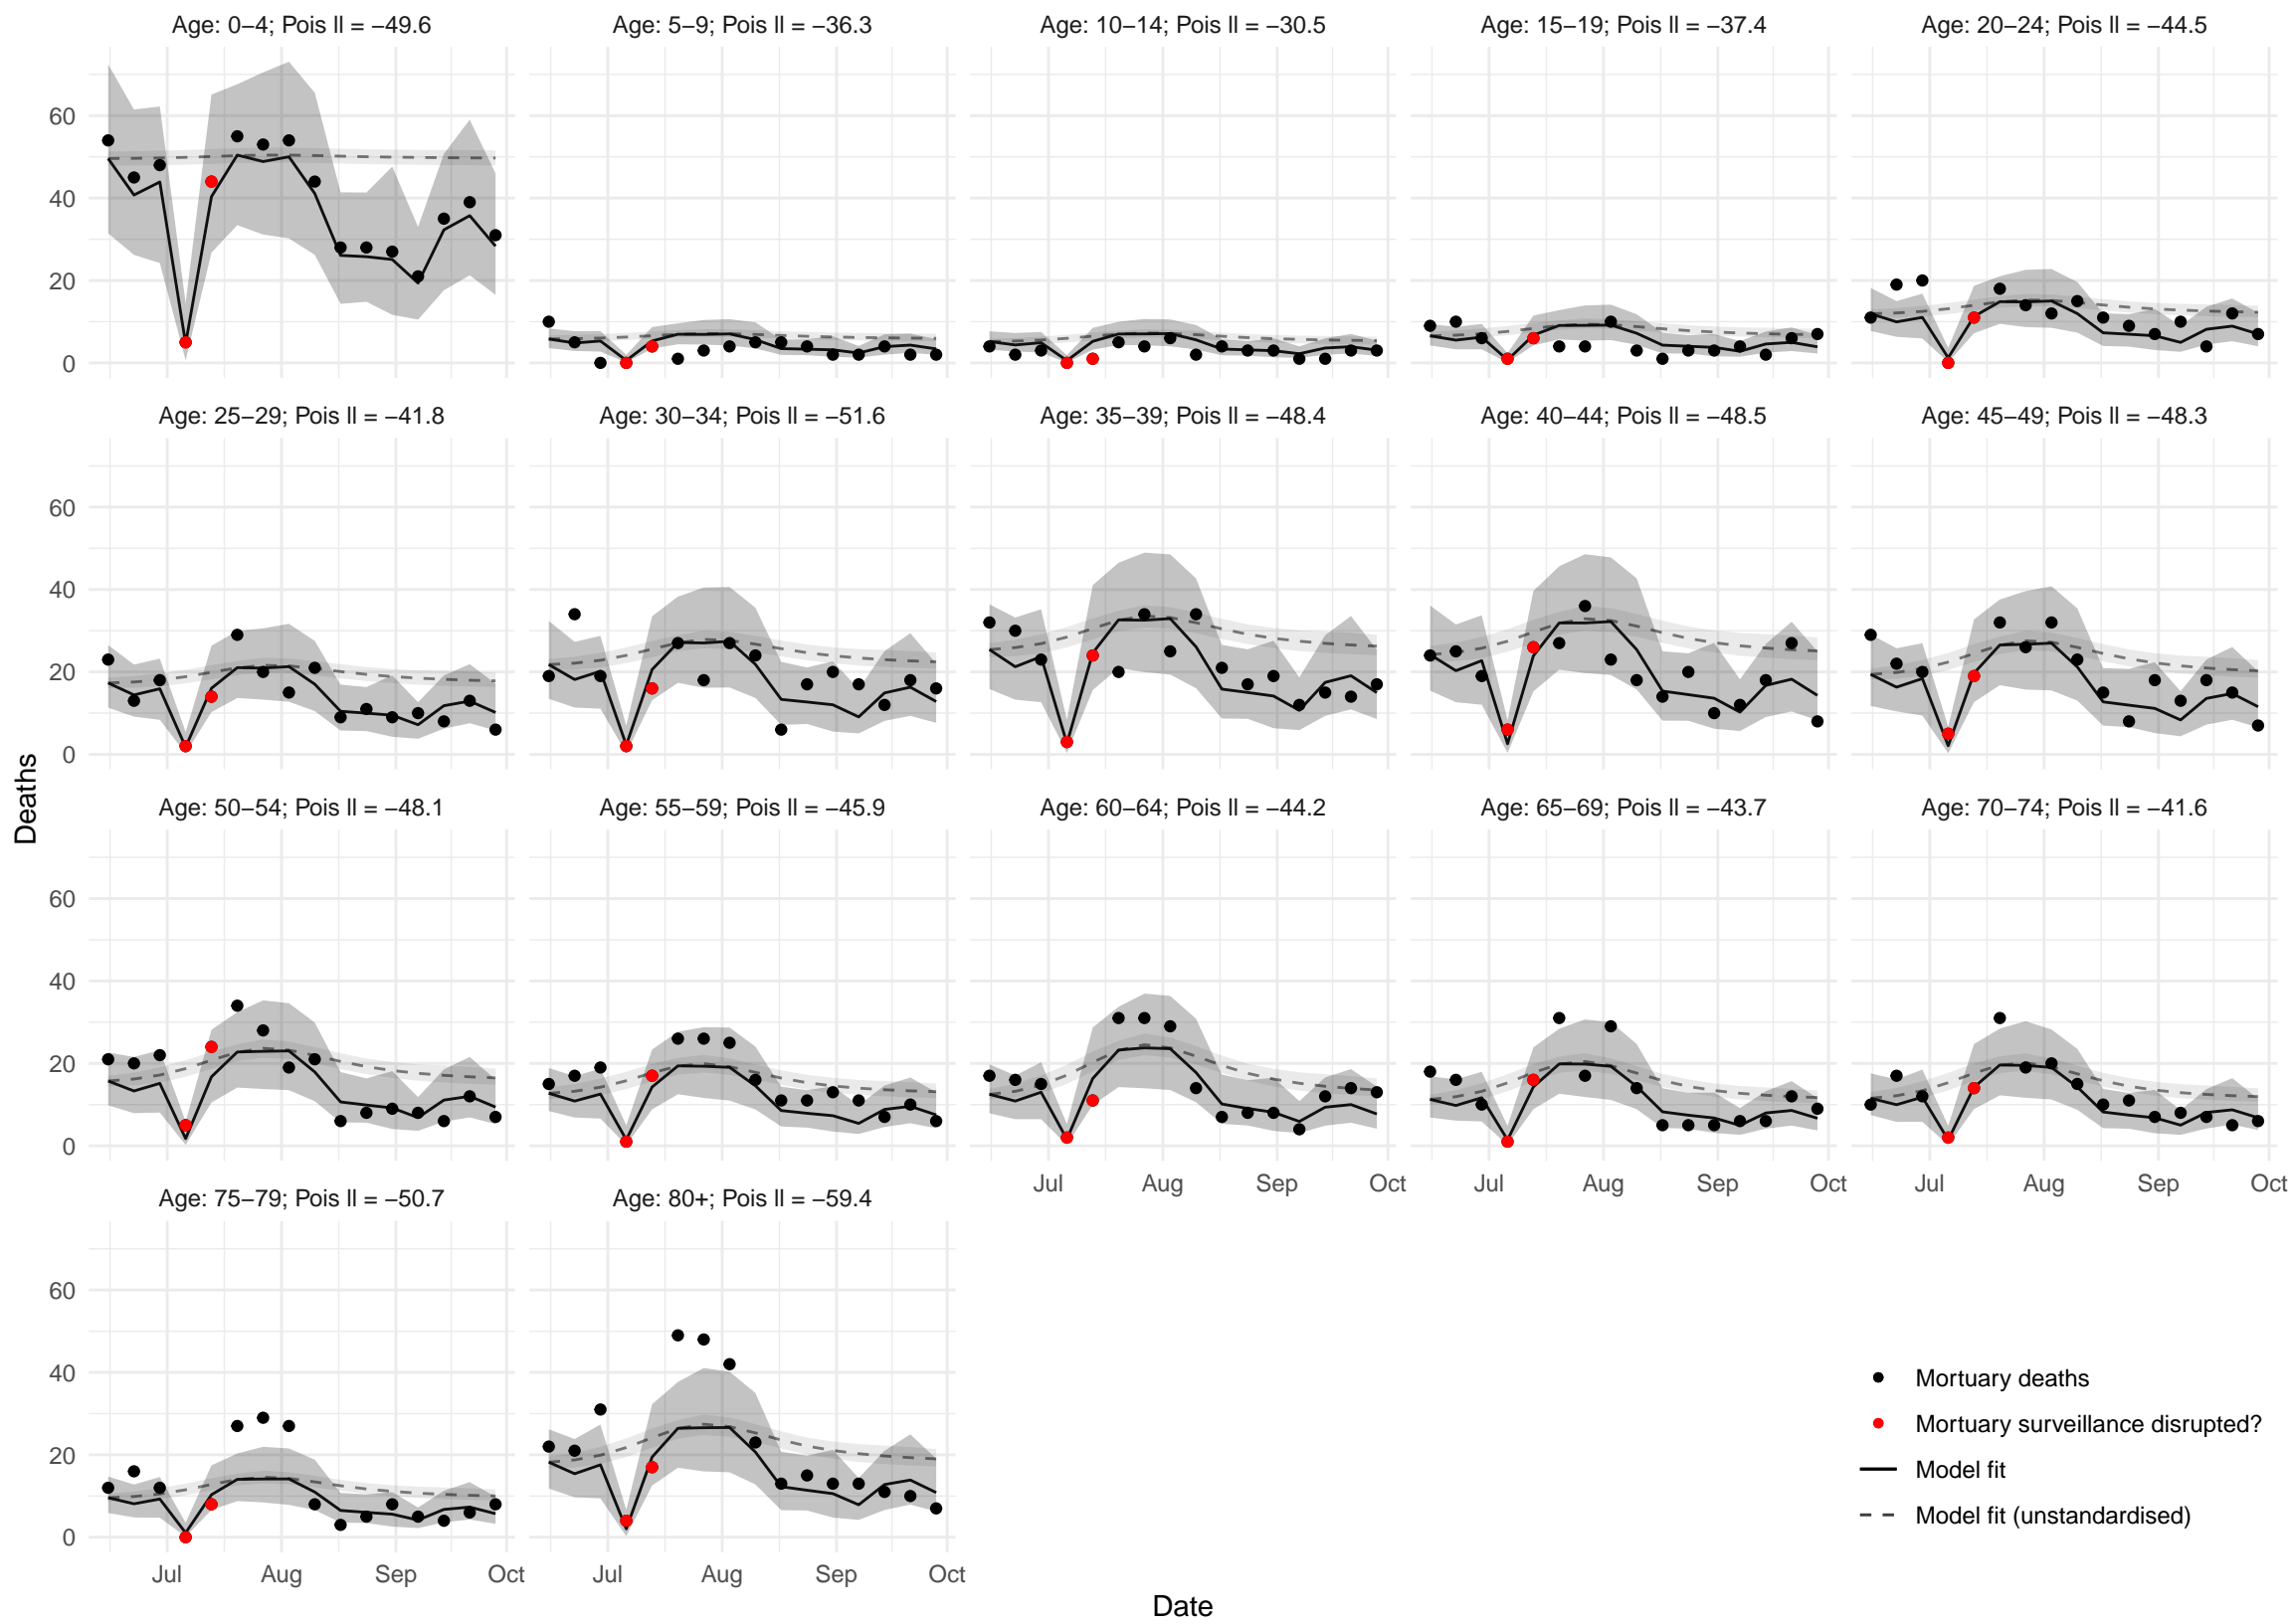 Age: 0−4; Pois ll = −49.6
Age: 5−9; Pois ll = −36.3
Age: 10−14; Pois ll = −30.5
Age: 15−19; Pois ll = −37.4
Age: 20−24; Pois ll = −44.5
60
40
20
0
Age: 25−29; Pois ll = −41.8
Age: 30−34; Pois ll = −51.6
Age: 35−39; Pois ll = −48.4
Age: 40−44; Pois ll = −48.5
Age: 45−49; Pois ll = −48.3
60
40
20
0
Deaths
Age: 50−54; Pois ll = −48.1
Age: 55−59; Pois ll = −45.9
Age: 60−64; Pois ll = −44.2
Age: 65−69; Pois ll = −43.7
Age: 70−74; Pois ll = −41.6
60
40
20
0
Jul Aug Sep Oct
Jul Aug Sep Oct
Jul Aug Sep Oct
Age: 75−79; Pois ll = −50.7
Age: 80+; Pois ll = −59.4
60
40
20
0
Jul Aug Sep Oct
Jul Aug Sep Oct
Mortuary deaths
Mortuary surveillance disrupted?
Model fit
Model fit (unstandardised)
Date